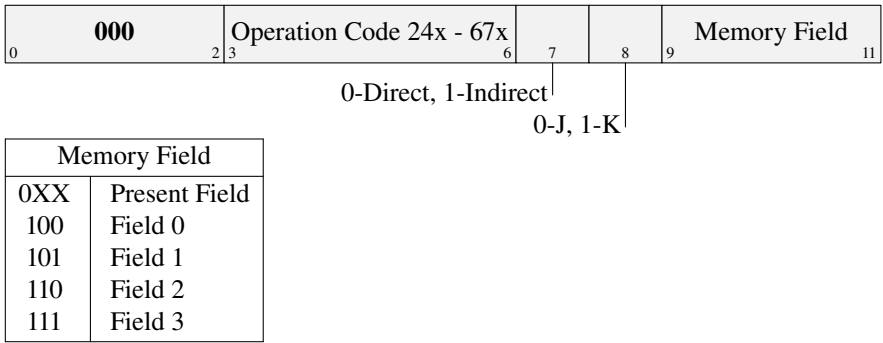 000 Operation Code 24x - 67x Memory Field
0 2 3 6 7 8 9 11
0-Direct, 1-Indirect
0-J, 1-K
Memory Field
0XX Present Field
100 Field 0
101 Field 1
110 Field 2
111 Field 3